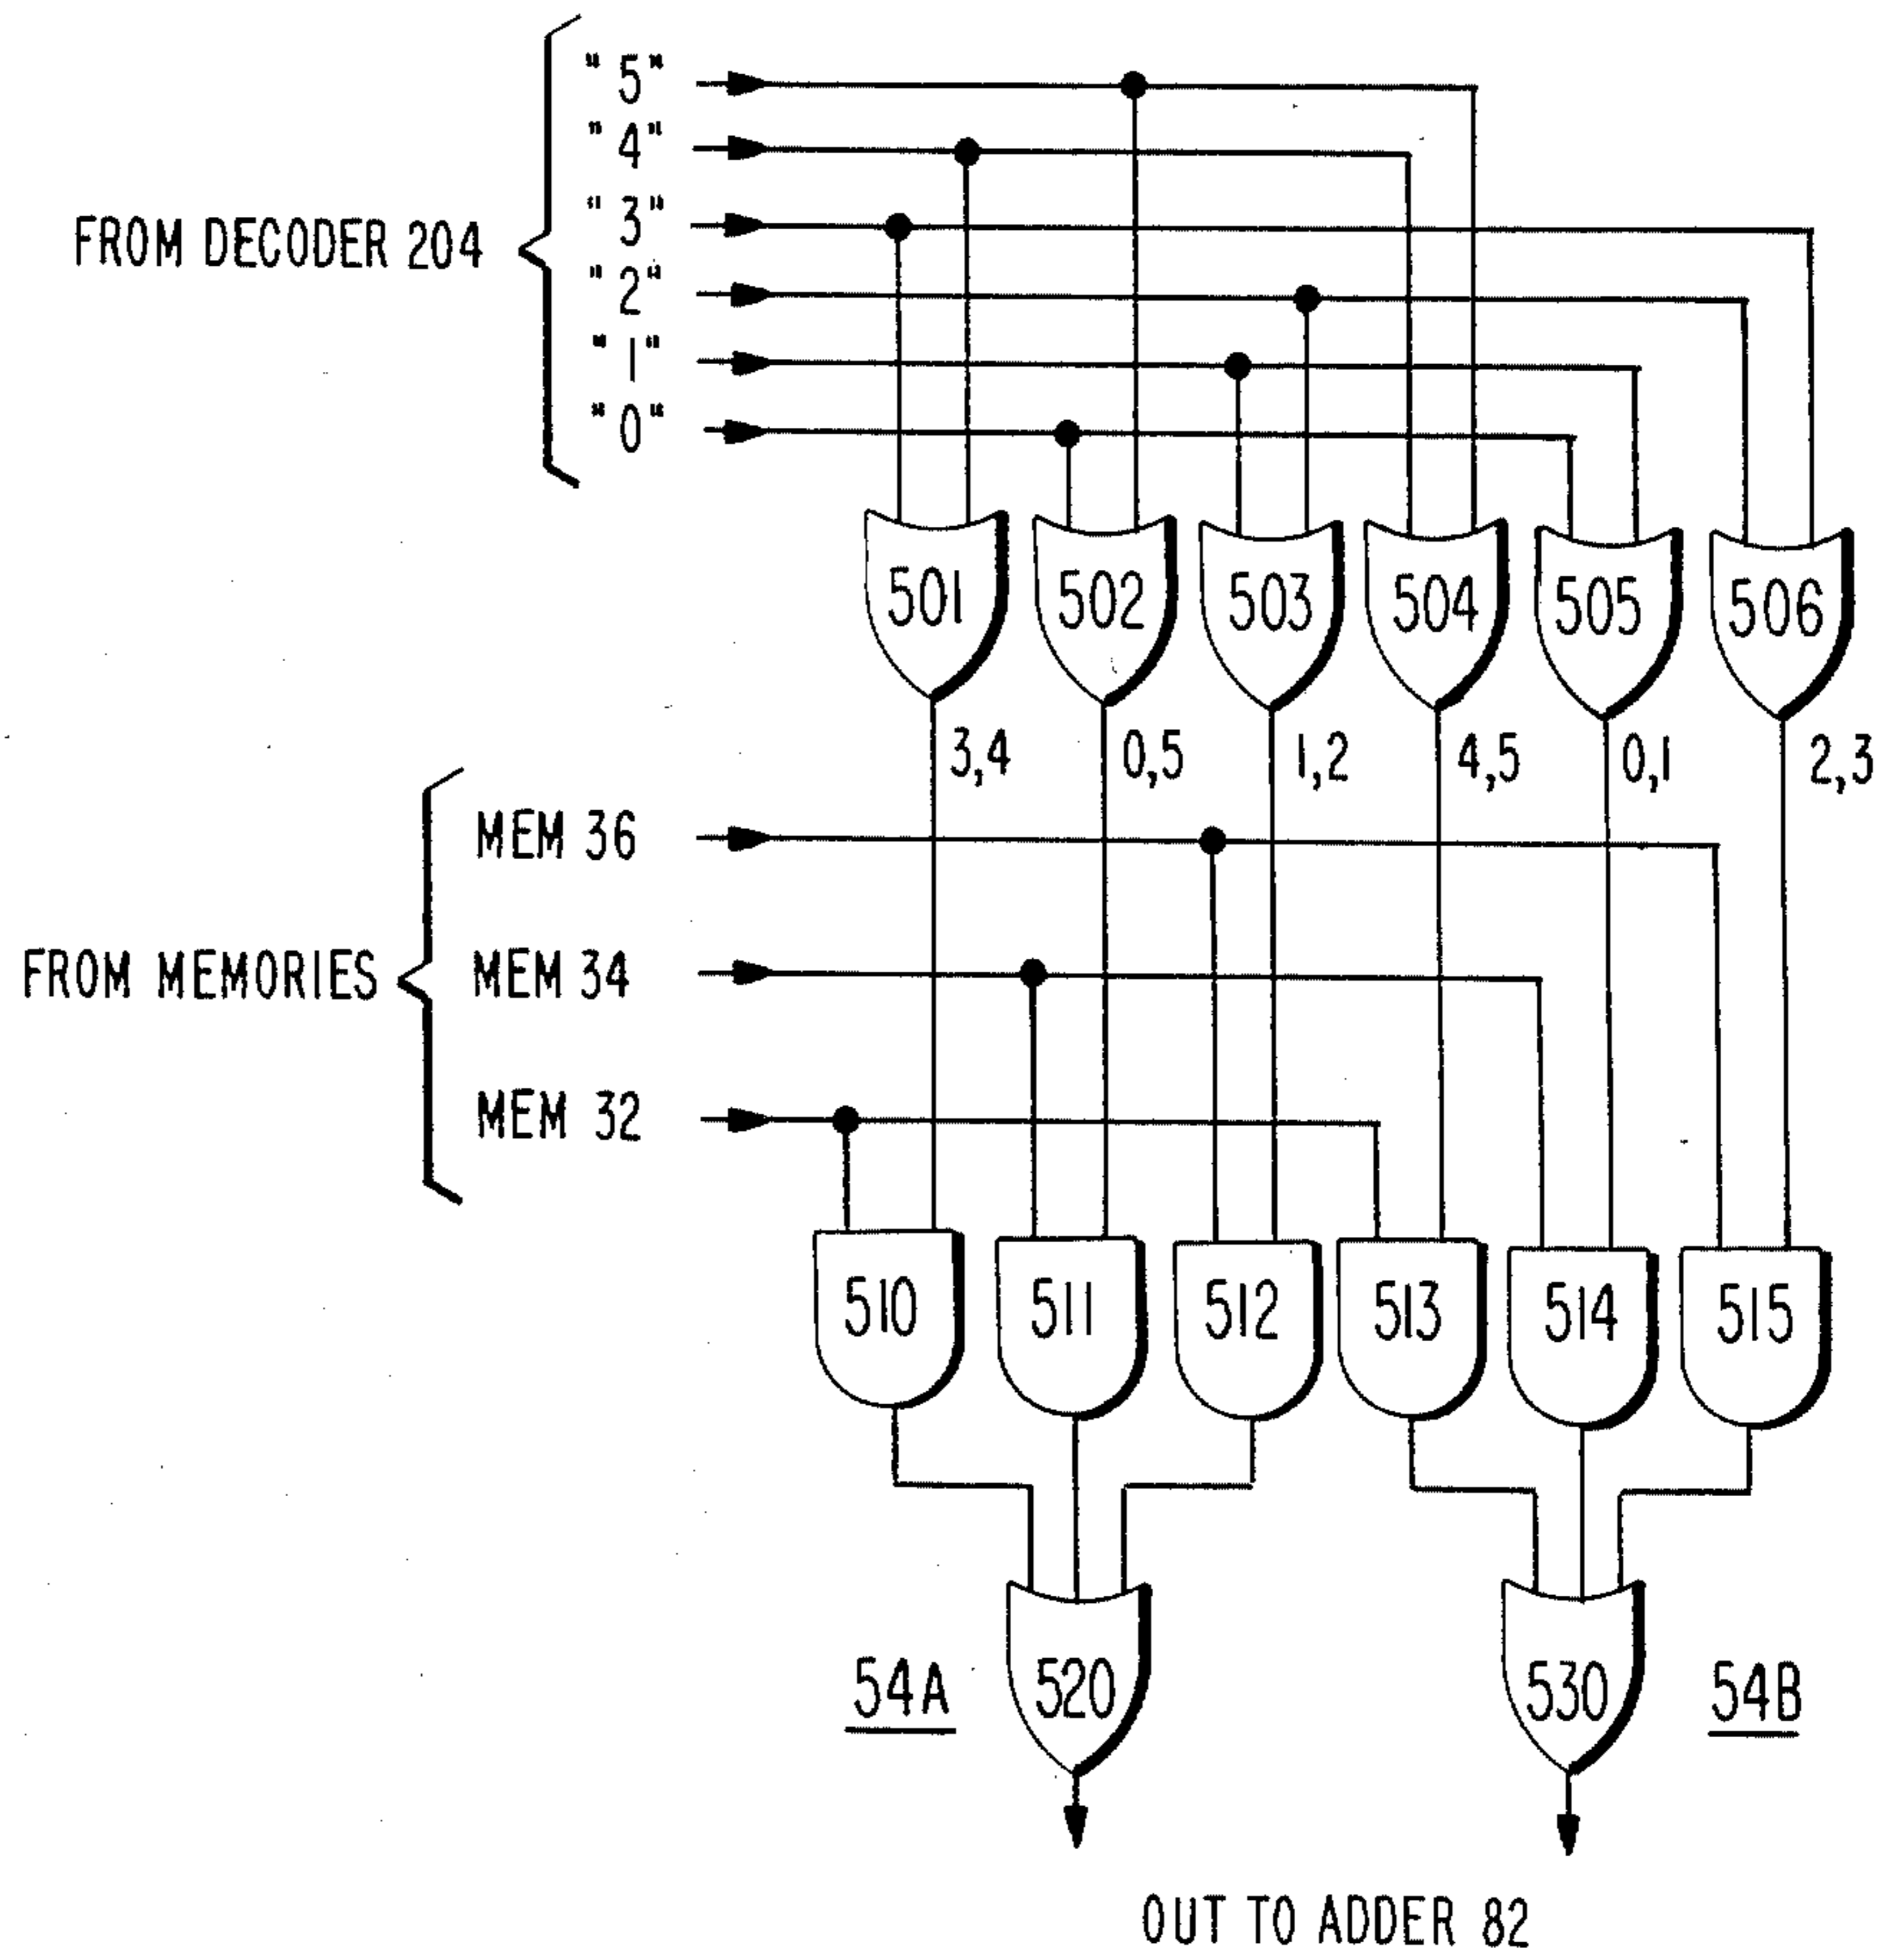 "5"
"4"
"3"
FROM DECODER 204
"2"
"1"
"0"
501 502 503 504 505 506
3,4 0,5 1,2 4,5 0,1 2,3
MEM 36
FROM MEMORIES MEM 34
MEM 32
510 511 512 513 514 515
54A 520 530 54B
OUT TO ADDER 82